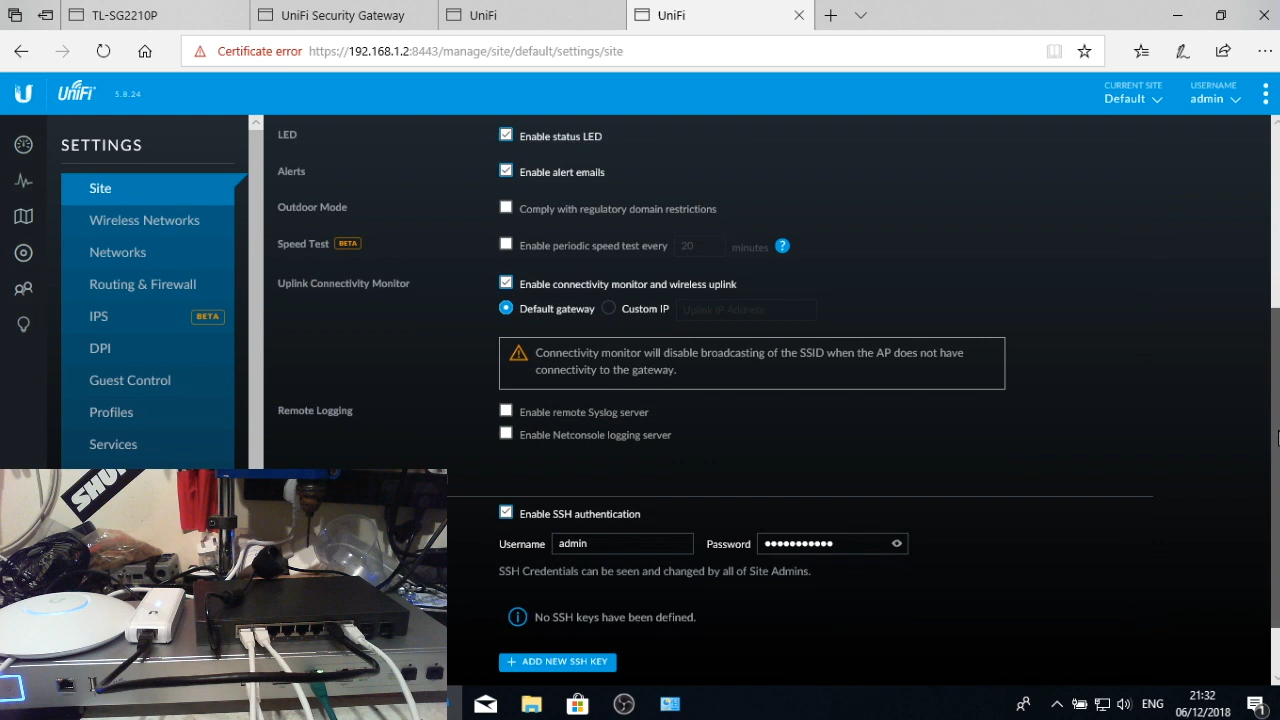 TL-SG2210P
UniFi Security Gateway
UniFi
UniFi
Certificate error https://192.168.1.2:8443/manage/site/default/settings/site
UniFi 5.8.24
CURRENT SITE
Default
USERNAME
admin
SETTINGS
Site
Wireless Networks
Networks
Routing & Firewall
IPS BETA
DPI
Guest Control
Profiles
Services
LED Enable status LED
Alerts Enable alert emails
Outdoor Mode Comply with regulatory domain restrictions
Speed Test BETA Enable periodic speed test every 20 minutes ?
Uplink Connectivity Monitor Enable connectivity monitor and wireless uplink
Default gateway Custom IP Uplink IP Address
Connectivity monitor will disable broadcasting of the SSID when the AP does not have
connectivity to the gateway.
Remote Logging Enable remote Syslog server
Enable Netconsole logging server
Enable SSH authentication
Username admin Password •••••••••••
SSH Credentials can be seen and changed by all of Site Admins.
No SSH keys have been defined.
+ ADD NEW SSH KEY
SHU
ENG
21:32
06/12/2018
1